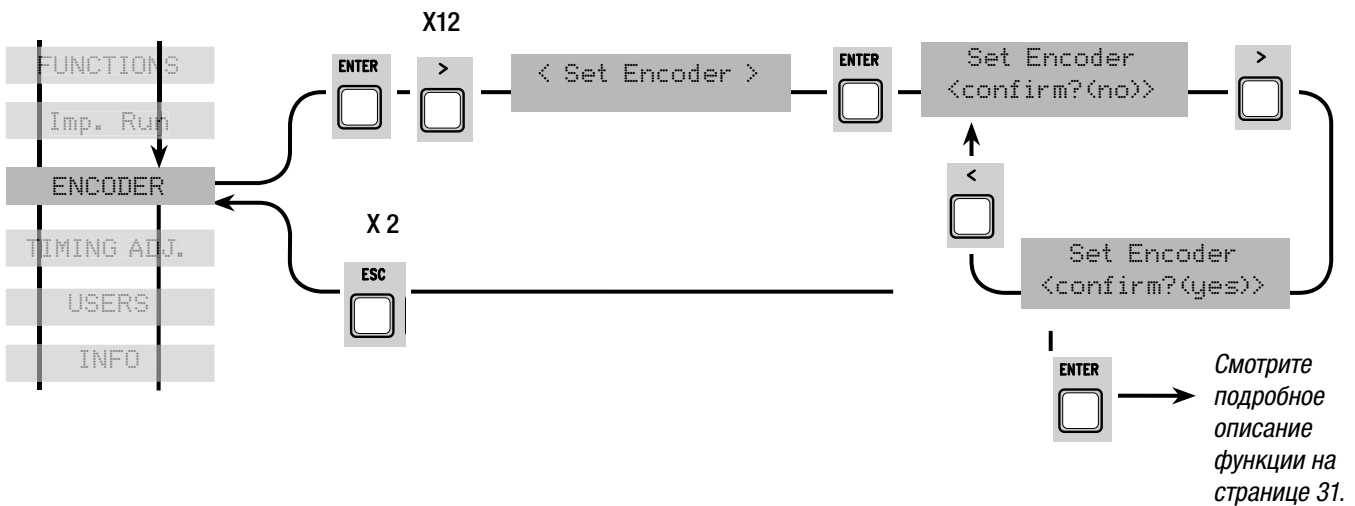 X12
FUNCTIONS
Imp. Run
ENCODER
TIMING ADJ.
USERS
INFO
ENTER
>
< Set Encoder >
ENTER
Set Encoder
<confirm?(no)>
>
<
Set Encoder
<confirm?(yes)>
X 2
ESC
ENTER
Смотрите
подробное
описание
функции на
странице 31.